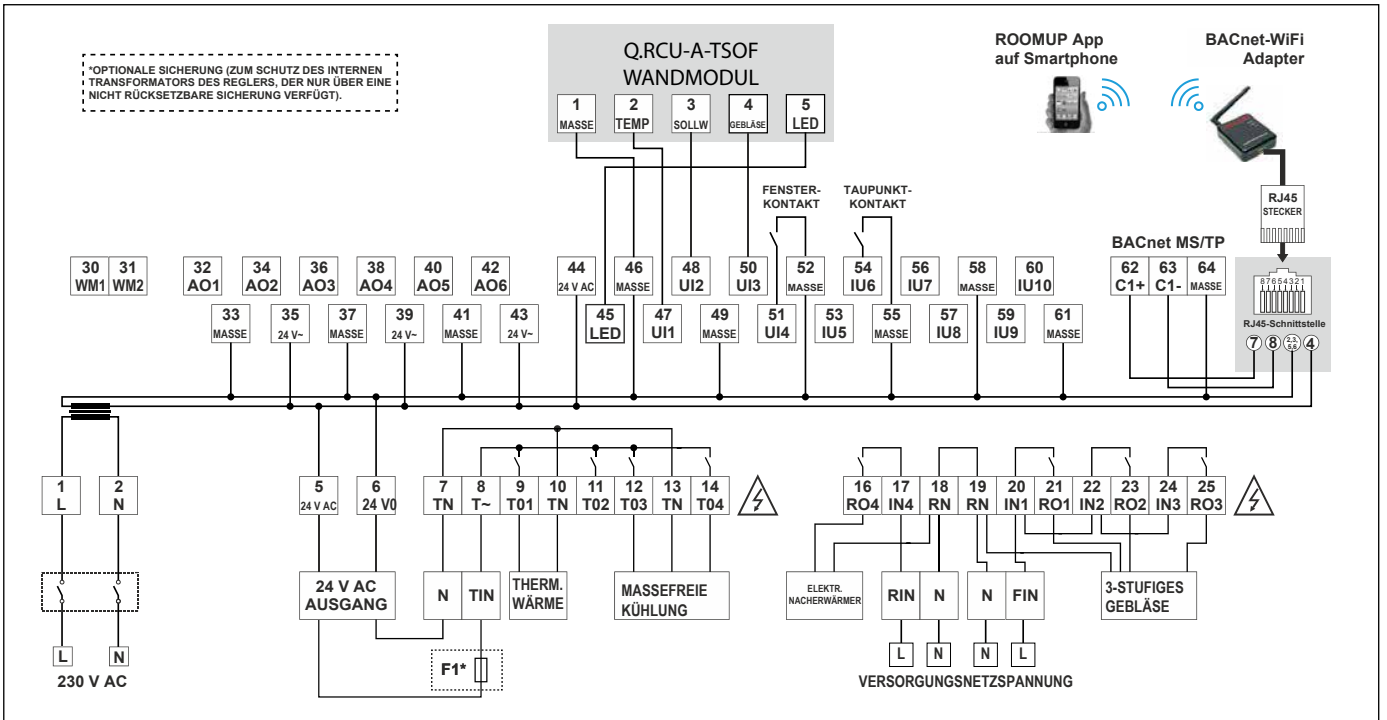 *OPTIONALE SICHERUNG (ZUM SCHUTZ DES INTERNEN
TRANSFORMATORS DES REGLERS, DER NUR ÜBER EINE
NICHT RÜCKSETZBARE SICHERUNG VERFÜGT).
Q.RCU-A-TSOF
WANDMODUL
1 2 3 4 5
MASSE TEMP SOLLW GEBLÄSE LED
ROOMUP App
auf Smartphone
BACnet-WiFi
Adapter
RJ45
STECKER
FENSTER-
KONTAKT
TAUPUNKT-
KONTAKT
BACnet MS/TP
30 31 32 34 36 38 40 42 44 46 48 50 52 54 56 58 60 62 63 64
WM1 WM2 AO1 AO2 AO3 AO4 AO5 AO6 24 V AC MASSE UI2 UI3 MASSE IU6 IU7 MASSE IU10 C1+ C1- MASSE
87654321
RJ45-Schnittstelle
7 8 2,3, 5,6 4
33 35 37 39 41 43 45 47 49 51 53 55 57 59 61
MASSE 24 V~ MASSE 24 V~ MASSE 24 V~ LED UI1 MASSE UI4 IU5 MASSE IU8 IU9 MASSE
1 2 5 6 7 8 9 10 11 12 13 14 16 17 18 19 20 21 22 23 24 25
L N 24 V AC 24 V0 TN T~ T01 TN T02 T03 TN T04 RO4 IN4 RN RN IN1 RO1 IN2 RO2 IN3 RO3
24 V AC
AUSGANG
N TIN
THERM.
WÄRME
MASSEFREIE
KÜHLUNG
ELEKTR.
NACHERWÄRMER
RIN N N FIN
3-STUFIGES
GEBLÄSE
F1*
L N
230 V AC
L N N L
VERSORGUNGSNETZSPANNUNG